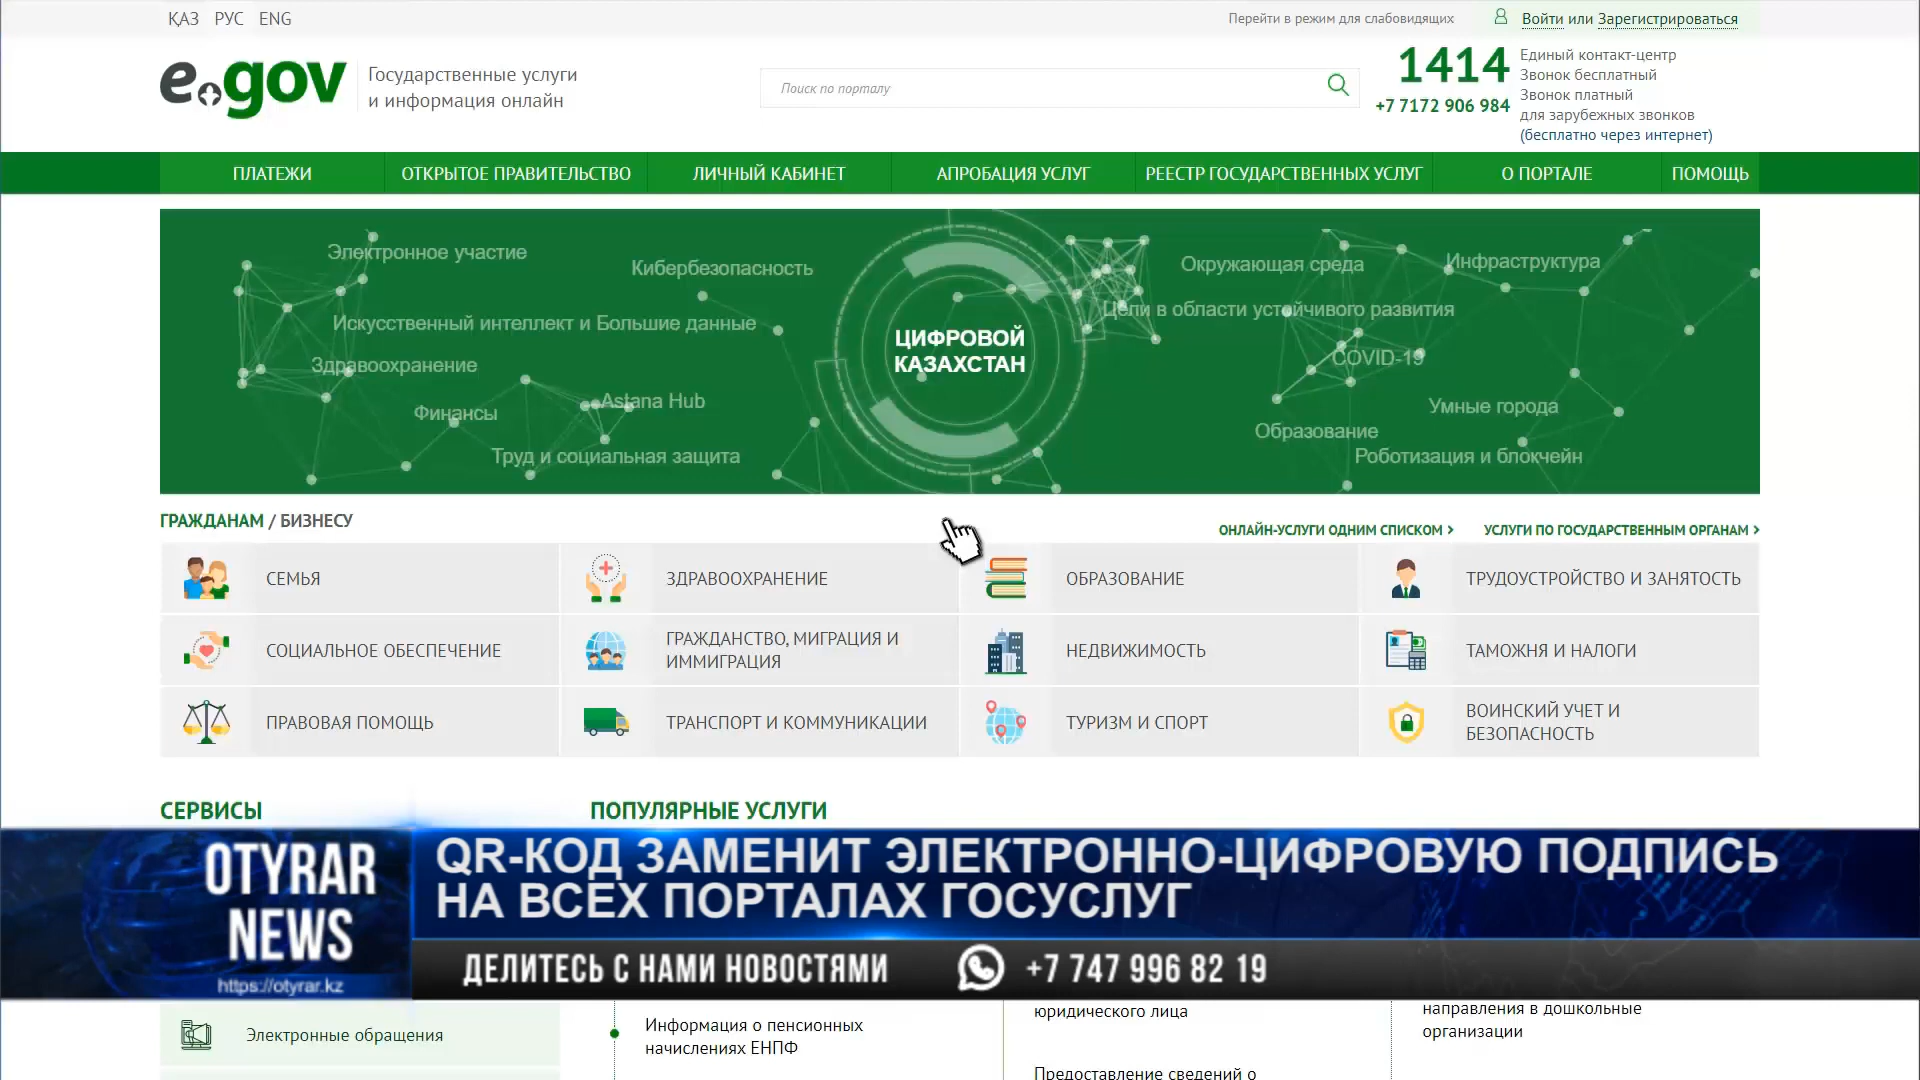 ҚАЗ РУС ENG
Перейти в режим для слабовидящих
Войти или Зарегистрироваться
e.gov
Государственные услуги
и информация онлайн
Поиск по порталу
1414
+7 7172 906 984
Единый контакт-центр
Звонок бесплатный
Звонок платный
для зарубежных звонков
(бесплатно через интернет)
ПЛАТЕЖИ ОТКРЫТОЕ ПРАВИТЕЛЬСТВО ЛИЧНЫЙ КАБИНЕТ АПРОБАЦИЯ УСЛУГ РЕЕСТР ГОСУДАРСТВЕННЫХ УСЛУГ О ПОРТАЛЕ ПОМОЩЬ
Электронное участие
Кибербезопасность
Искусственный интеллект и Большие данные
Здравоохранение
Финансы
Astana Hub
Труд и социальная защита
ЦИФРОВОЙ
КАЗАХСТАН
Окружающая среда
Инфраструктура
Цели в области устойчивого развития
COVID-19
Умные города
Образование
Роботизация и блокчейн
ГРАЖДАНАМ / БИЗНЕСУ
ОНЛАЙН-УСЛУГИ ОДНИМ СПИСКОМ
УСЛУГИ ПО ГОСУДАРСТВЕННЫМ ОРГАНАМ
СЕМЬЯ
ЗДРАВООХРАНЕНИЕ
ОБРАЗОВАНИЕ
ТРУДОУСТРОЙСТВО И ЗАНЯТОСТЬ
СОЦИАЛЬНОЕ ОБЕСПЕЧЕНИЕ
ГРАЖДАНСТВО, МИГРАЦИЯ И
ИММИГРАЦИЯ
НЕДВИЖИМОСТЬ
ТАМОЖНЯ И НАЛОГИ
ПРАВОВАЯ ПОМОЩЬ
ТРАНСПОРТ И КОММУНИКАЦИИ
ТУРИЗМ И СПОРТ
ВОИНСКИЙ УЧЕТ И
БЕЗОПАСНОСТЬ
СЕРВИСЫ
ПОПУЛЯРНЫЕ УСЛУГИ
OTYRAR
NEWS
https://otyrar.kz
QR-КОД ЗАМЕНИТ ЭЛЕКТРОННО-ЦИФРОВУЮ ПОДПИСЬ
НА ВСЕХ ПОРТАЛАХ ГОСУСЛУГ
ДЕЛИТЕСЬ С НАМИ НОВОСТЯМИ
+7 747 996 82 19
Электронные обращения
Информация о пенсионных
начислениях ЕНПФ
юридического лица
Предоставление сведений о
направления в дошкольные
организации